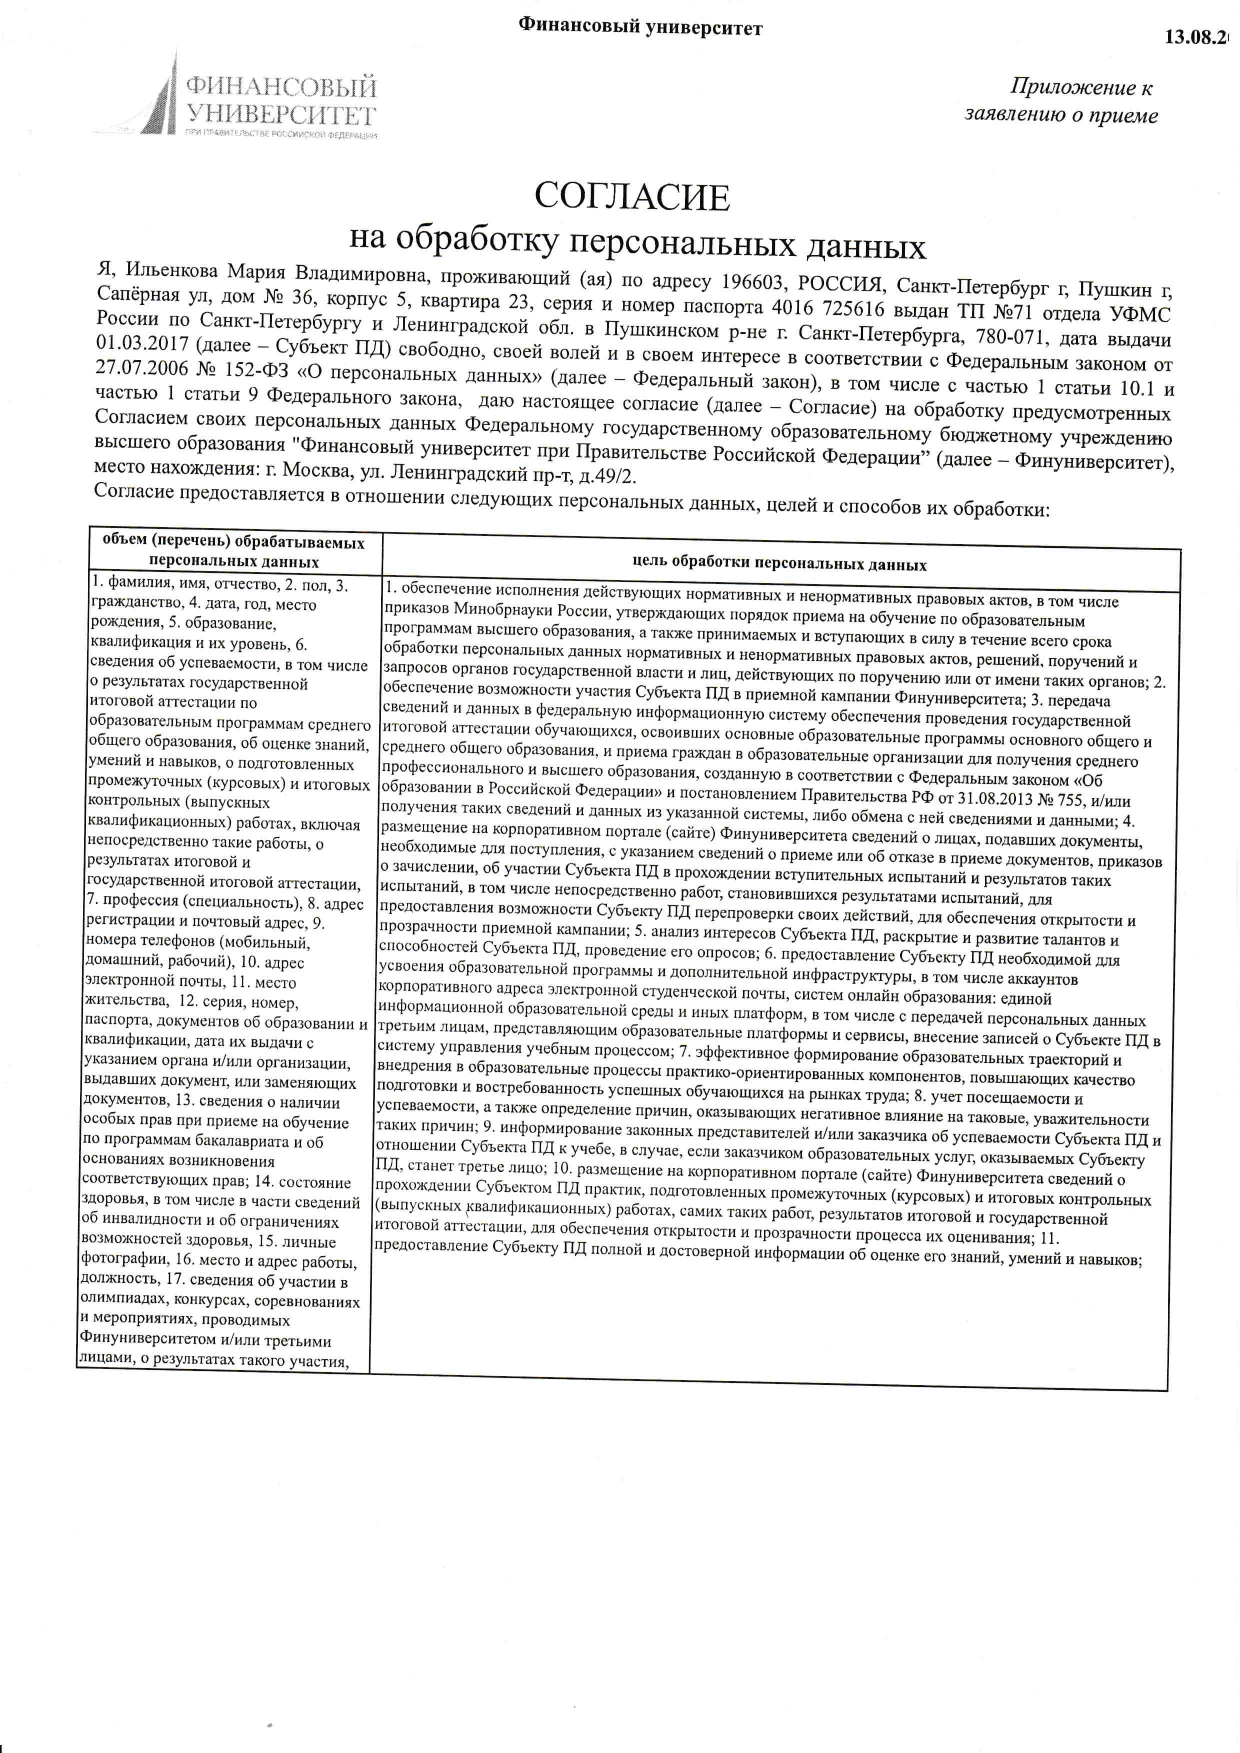 Финансовый университет
13.08.2
ФИНАНСОВЫЙ
УНИВЕРСИТЕТ
ПРИ ПРАВИТЕЛЬСТВЕ РОССИЙСКОЙ ФЕДЕРАЦИИ
Приложение к
заявлению о приеме
СОГЛАСИЕ
на обработку персональных данных
Я, Ильенкова Мария Владимировна, проживающий (ая) по адресу 196603, РОССИЯ, Санкт-Петербург г, Пушкин г,
Сапёрная ул, дом № 36, корпус 5, квартира 23, серия и номер паспорта 4016 725616 выдан ТП №71 отдела УФМС
России по Санкт-Петербургу и Ленинградской обл. в Пушкинском р-не г. Санкт-Петербурга, 780-071, дата выдачи
01.03.2017 (далее – Субъект ПД) свободно, своей волей и в своем интересе в соответствии с Федеральным законом от
27.07.2006 № 152-ФЗ «О персональных данных» (далее – Федеральный закон), в том числе с частью 1 статьи 10.1 и
частью 1 статьи 9 Федерального закона, даю настоящее согласие (далее – Согласие) на обработку предусмотренных
Согласием своих персональных данных Федеральному государственному образовательному бюджетному учреждению
высшего образования "Финансовый университет при Правительстве Российской Федерации” (далее – Финуниверситет),
место нахождения: г. Москва, ул. Ленинградский пр-т, д.49/2.
Согласие предоставляется в отношении следующих персональных данных, целей и способов их обработки:
объем (перечень) обрабатываемых
персональных данных
1. фамилия, имя, отчество, 2. пол, 3.
гражданство, 4. дата, год, место
рождения, 5. образование,
квалификация и их уровень, 6.
сведения об успеваемости, в том числе
о результатах государственной
итоговой аттестации по
образовательным программам среднего
общего образования, об оценке знаний,
умений и навыков, о подготовленных
промежуточных (курсовых) и итоговых
контрольных (выпускных
квалификационных) работах, включая
непосредственно такие работы, о
результатах итоговой и
государственной итоговой аттестации,
7. профессия (специальность), 8. адрес
регистрации и почтовый адрес, 9.
номера телефонов (мобильный,
домашний, рабочий), 10. адрес
электронной почты, 11. место
жительства, 12. серия, номер,
паспорта, документов об образовании и
квалификации, дата их выдачи с
указанием органа и/или организации,
выдавших документ, или заменяющих
документов, 13. сведения о наличии
особых прав при приеме на обучение
по программам бакалавриата и об
основаниях возникновения
соответствующих прав; 14. состояние
здоровья, в том числе в части сведений
об инвалидности и об ограничениях
возможностей здоровья, 15. личные
фотографии, 16. место и адрес работы,
должность, 17. сведения об участии в
олимпиадах, конкурсах, соревнованиях
и мероприятиях, проводимых
Финуниверситетом и/или третьими
лицами, о результатах такого участия,
цель обработки персональных данных
1. обеспечение исполнения действующих нормативных и ненормативных правовых актов, в том числе
приказов Минобрнауки России, утверждающих порядок приема на обучение по образовательным
программам высшего образования, а также принимаемых и вступающих в силу в течение всего срока
обработки персональных данных нормативных и ненормативных правовых актов, решений, поручений и
запросов органов государственной власти и лиц, действующих по поручению или от имени таких органов; 2.
обеспечение возможности участия Субъекта ПД в приемной кампании Финуниверситета; 3. передача
сведений и данных в федеральную информационную систему обеспечения проведения государственной
итоговой аттестации обучающихся, освоивших основные образовательные программы основного общего и
среднего общего образования, и приема граждан в образовательные организации для получения среднего
профессионального и высшего образования, созданную в соответствии с Федеральным законом «Об
образовании в Российской Федерации» и постановлением Правительства РФ от 31.08.2013 № 755, и/или
получения таких сведений и данных из указанной системы, либо обмена с ней сведениями и данными; 4.
размещение на корпоративном портале (сайте) Финуниверситета сведений о лицах, подавших документы,
необходимые для поступления, с указанием сведений о приеме или об отказе в приеме документов, приказов
о зачислении, об участии Субъекта ПД в прохождении вступительных испытаний и результатов таких
испытаний, в том числе непосредственно работ, становившихся результатами испытаний, для
предоставления возможности Субъекту ПД перепроверки своих действий, для обеспечения открытости и
прозрачности приемной кампании; 5. анализ интересов Субъекта ПД, раскрытие и развитие талантов и
способностей Субъекта ПД, проведение его опросов; 6. предоставление Субъекту ПД необходимой для
усвоения образовательной программы и дополнительной инфраструктуры, в том числе аккаунтов
корпоративного адреса электронной студенческой почты, систем онлайн образования: единой
информационной образовательной среды и иных платформ, в том числе с передачей персональных данных
третьим лицам, представляющим образовательные платформы и сервисы, внесение записей о Субъекте ПД в
систему управления учебным процессом; 7. эффективное формирование образовательных траекторий и
внедрения в образовательные процессы практико-ориентированных компонентов, повышающих качество
подготовки и востребованность успешных обучающихся на рынках труда; 8. учет посещаемости и
успеваемости, а также определение причин, оказывающих негативное влияние на таковые, уважительности
таких причин; 9. информирование законных представителей и/или заказчика об успеваемости Субъекта ПД и
отношении Субъекта ПД к учебе, в случае, если заказчиком образовательных услуг, оказываемых Субъекту
ПД, станет третье лицо; 10. размещение на корпоративном портале (сайте) Финуниверситета сведений о
прохождении Субъектом ПД практик, подготовленных промежуточных (курсовых) и итоговых контрольных
(выпускных квалификационных) работах, самих таких работ, результатов итоговой и государственной
итоговой аттестации, для обеспечения открытости и прозрачности процесса их оценивания; 11.
предоставление Субъекту ПД полной и достоверной информации об оценке его знаний, умений и навыков;